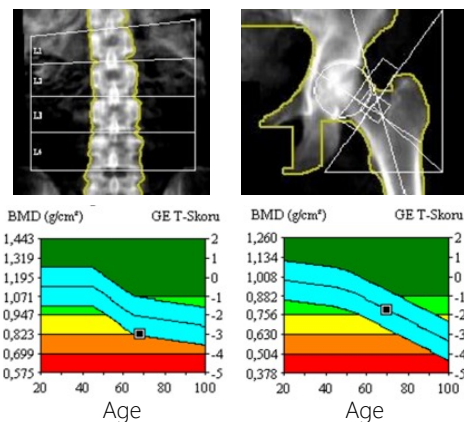 L1
L2
L3
L4
BMD (g/cm²) GE T-Skoru
1,443 2
1,319 1
1,195 0
1,071 -1
0,947 -2
0,823 -3
0,699 -4
0,575 -5
20 40 60 80 100
Age
BMD (g/cm²) GE T-Skoru
1,260 2
1,134 1
1,008 0
0,882 -1
0,756 -2
0,630 -3
0,504 -4
0,378 -5
20 40 60 80 100
Age